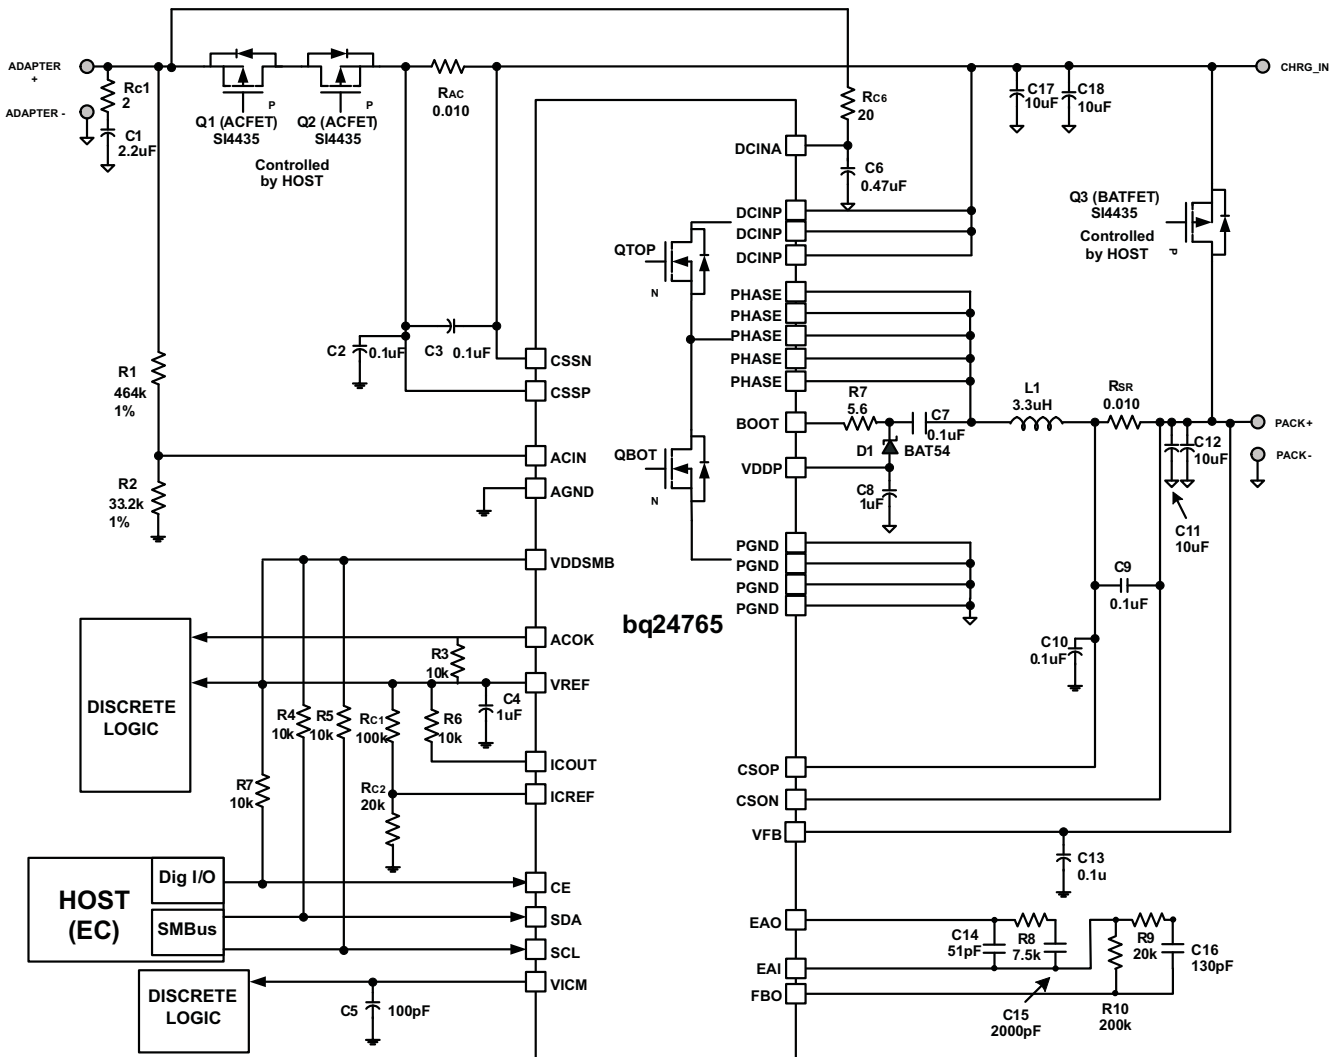 ADAPTER
+
RC1
2
ADAPTER -
C1
2.2uF
P
P
Q1 (ACFET)
SI4435
Q2 (ACFET)
SI4435
Controlled
by HOST
RAC
0.010
RC6
20
DCINA
C6
0.47uF
C17
10uF
C18
10uF
CHRG_IN
Q3 (BATFET)
SI4435
Controlled
by HOST
P
DCINP
DCINP
DCINP
QTOP
N
PHASE
PHASE
PHASE
PHASE
PHASE
C2
0.1uF
C3
0.1uF
CSSN
CSSP
R1
464k
1%
R7
5.6
BOOT
C7
0.1uF
L1
3.3uH
RSR
0.010
PACK+
C12
10uF
PACK-
D1
BAT54
VDDP
C8
1uF
C11
10uF
ACIN
QBOT
N
R2
33.2k
1%
AGND
PGND
PGND
PGND
PGND
VDDSMB
C9
0.1uF
bq24765
ACOK
R3
10k
C10
0.1uF
VREF
DISCRETE
LOGIC
R4
10k
R5
10k
RC1
100k
R6
10k
C4
1uF
ICOUT
CSOP
R7
10k
RC2
20k
ICREF
CSON
VFB
C13
0.1u
HOST
(EC)
Dig I/O
SMBus
CE
SDA
SCL
VICM
EAO
EAI
FBO
C14
51pF
R8
7.5k
R9
20k
C16
130pF
DISCRETE
LOGIC
C5
100pF
C15
2000pF
R10
200k